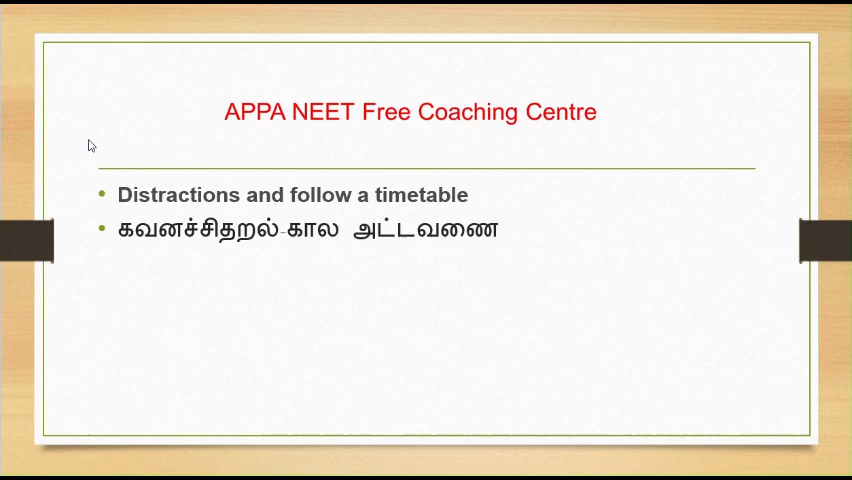 APPA NEET Free Coaching Centre
Distractions and follow a timetable
கவனச்சிதறல்-கால அட்டவணை